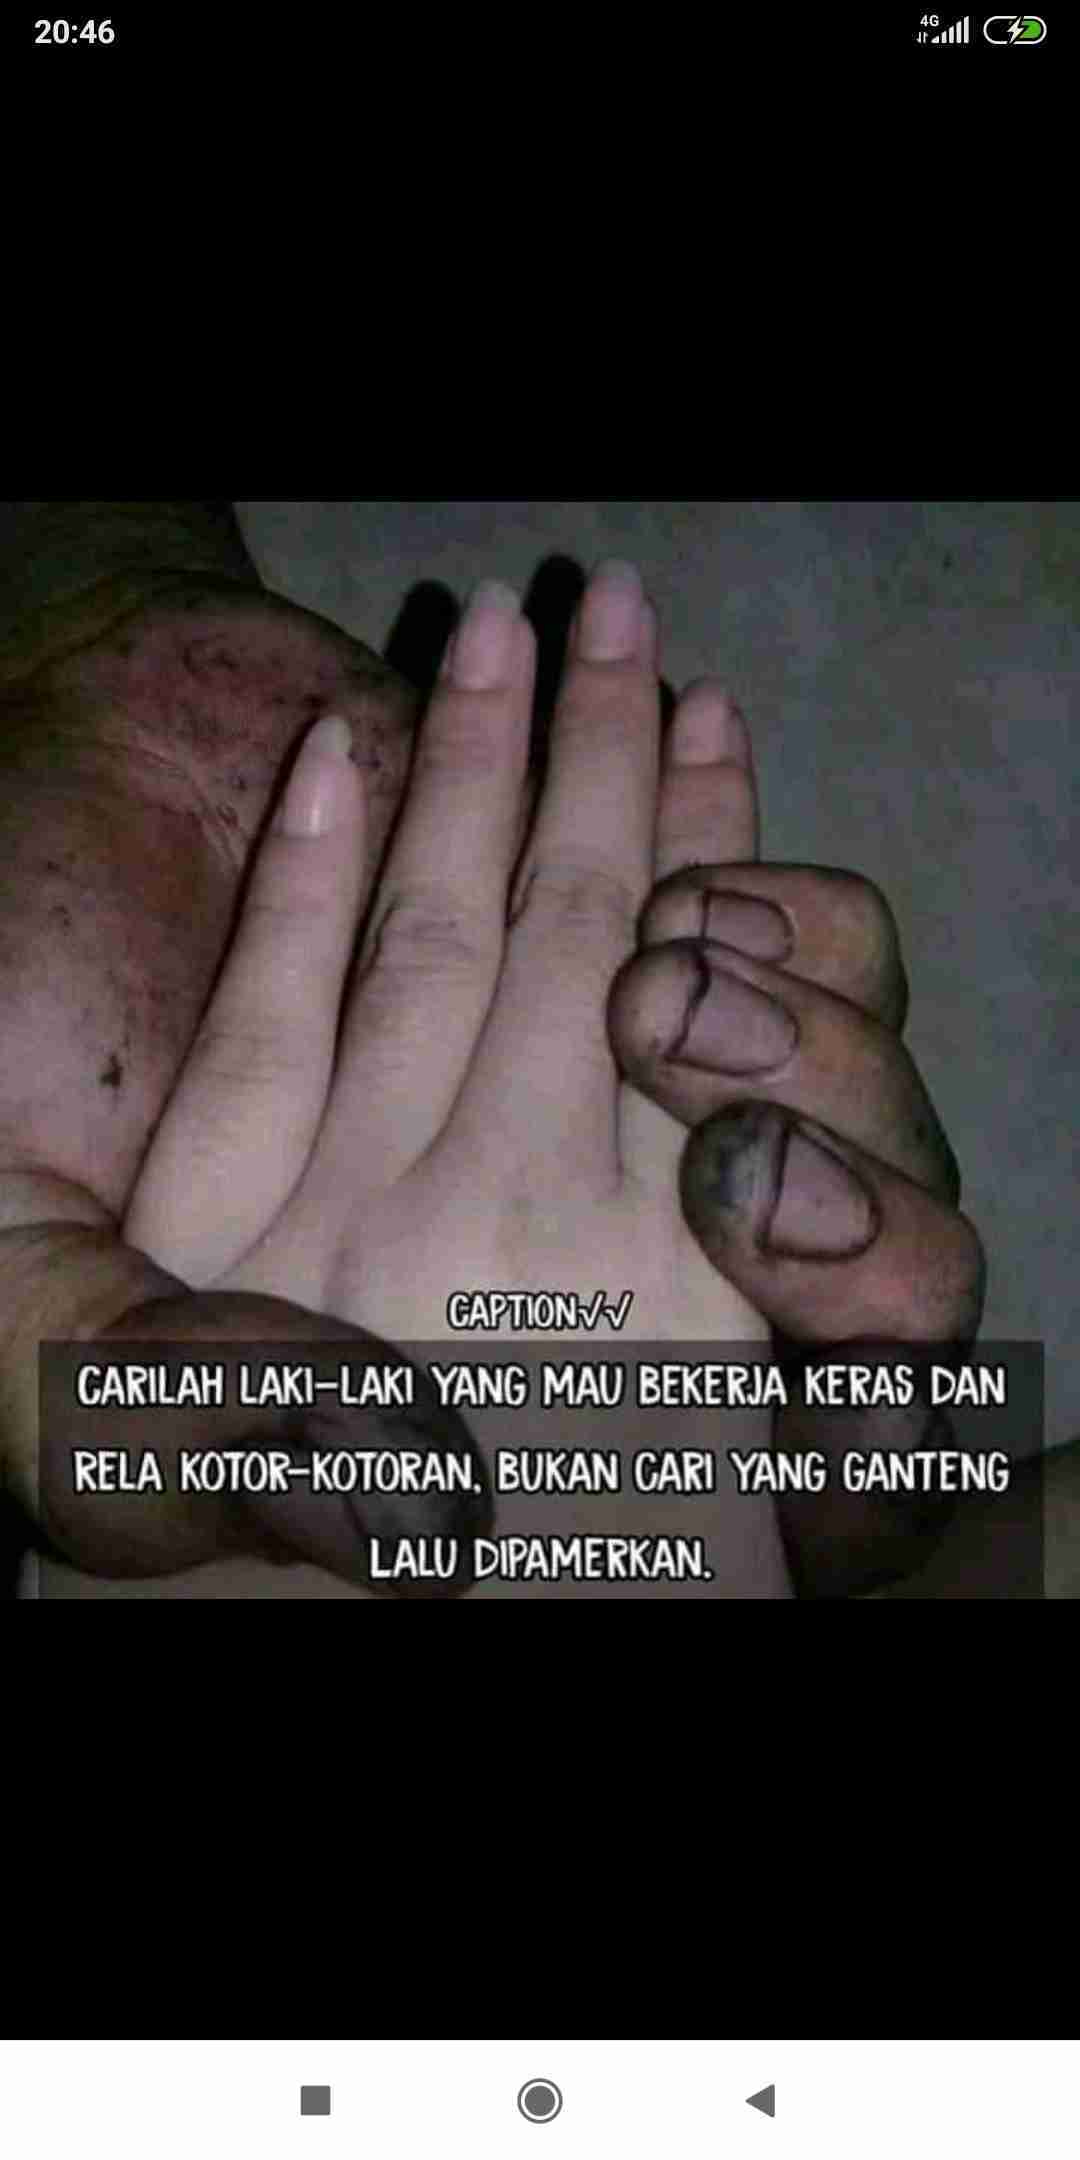 20:46
4G
CAPTION√√
CARILAH LAKI-LAKI YANG MAU BEKERJA KERAS DAN
RELA KOTOR-KOTORAN, BUKAN CARI YANG GANTENG
LALU DIPAMERKAN.